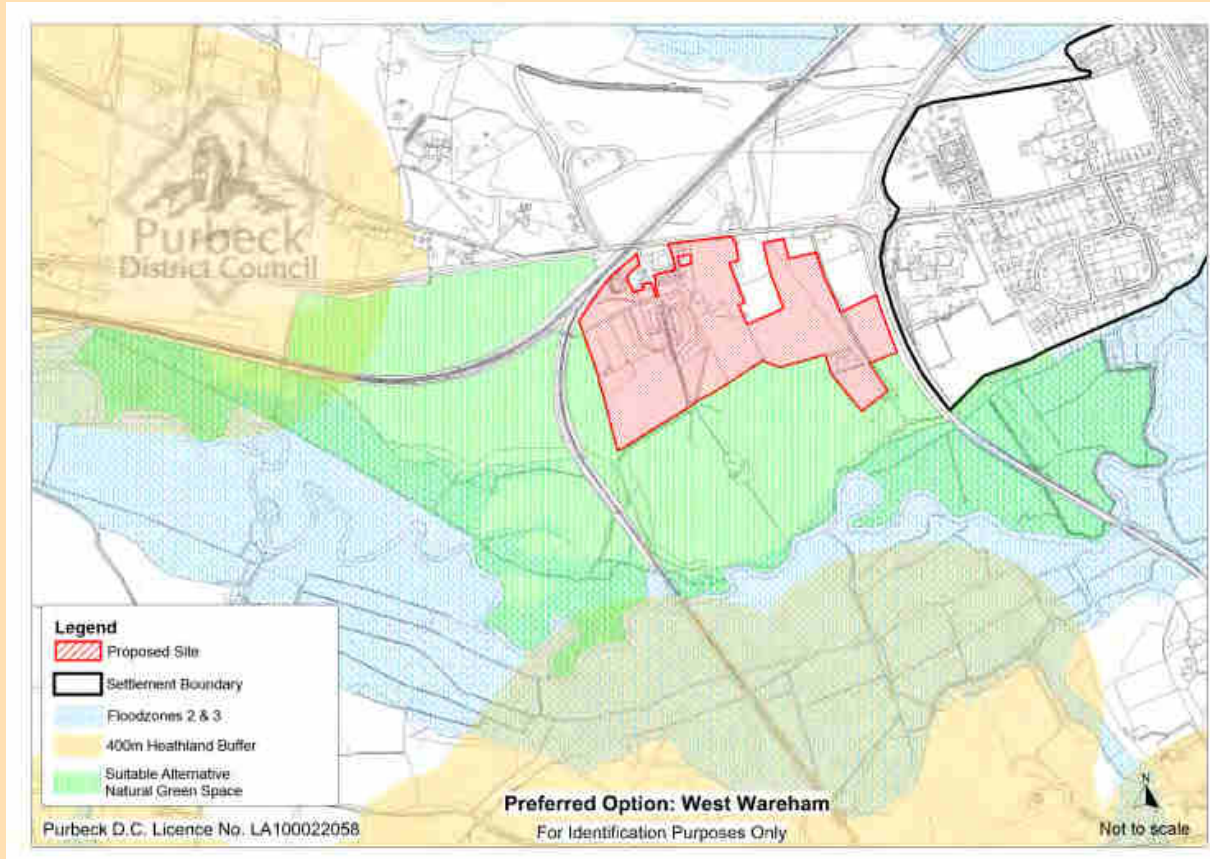 Purbeck
District Council
Legend
Proposed Site
Settlement Boundary
Floodzones 2 & 3
400m Heathland Buffer
Suitable Alternative
Natural Green Space
Purbeck D.C. Licence No. LA100022058
Preferred Option: West Wareham
For Identification Purposes Only
N
Not to scale